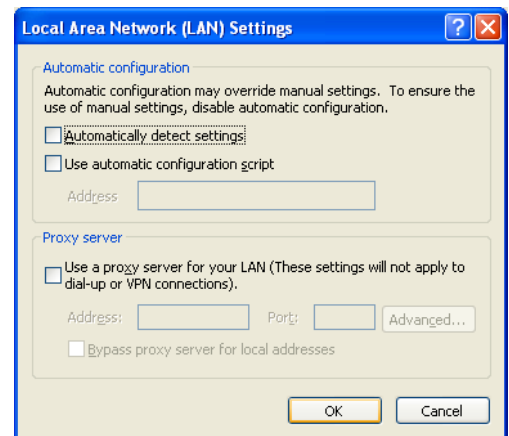 Local Area Network (LAN) Settings
Automatic configuration
Automatic configuration may override manual settings. To ensure the
use of manual settings, disable automatic configuration.
Automatically detect settings
Use automatic configuration script
Address
Proxy server
Use a proxy server for your LAN (These settings will not apply to
dial-up or VPN connections).
Address: Port: Advanced...
Bypass proxy server for local addresses
OK Cancel